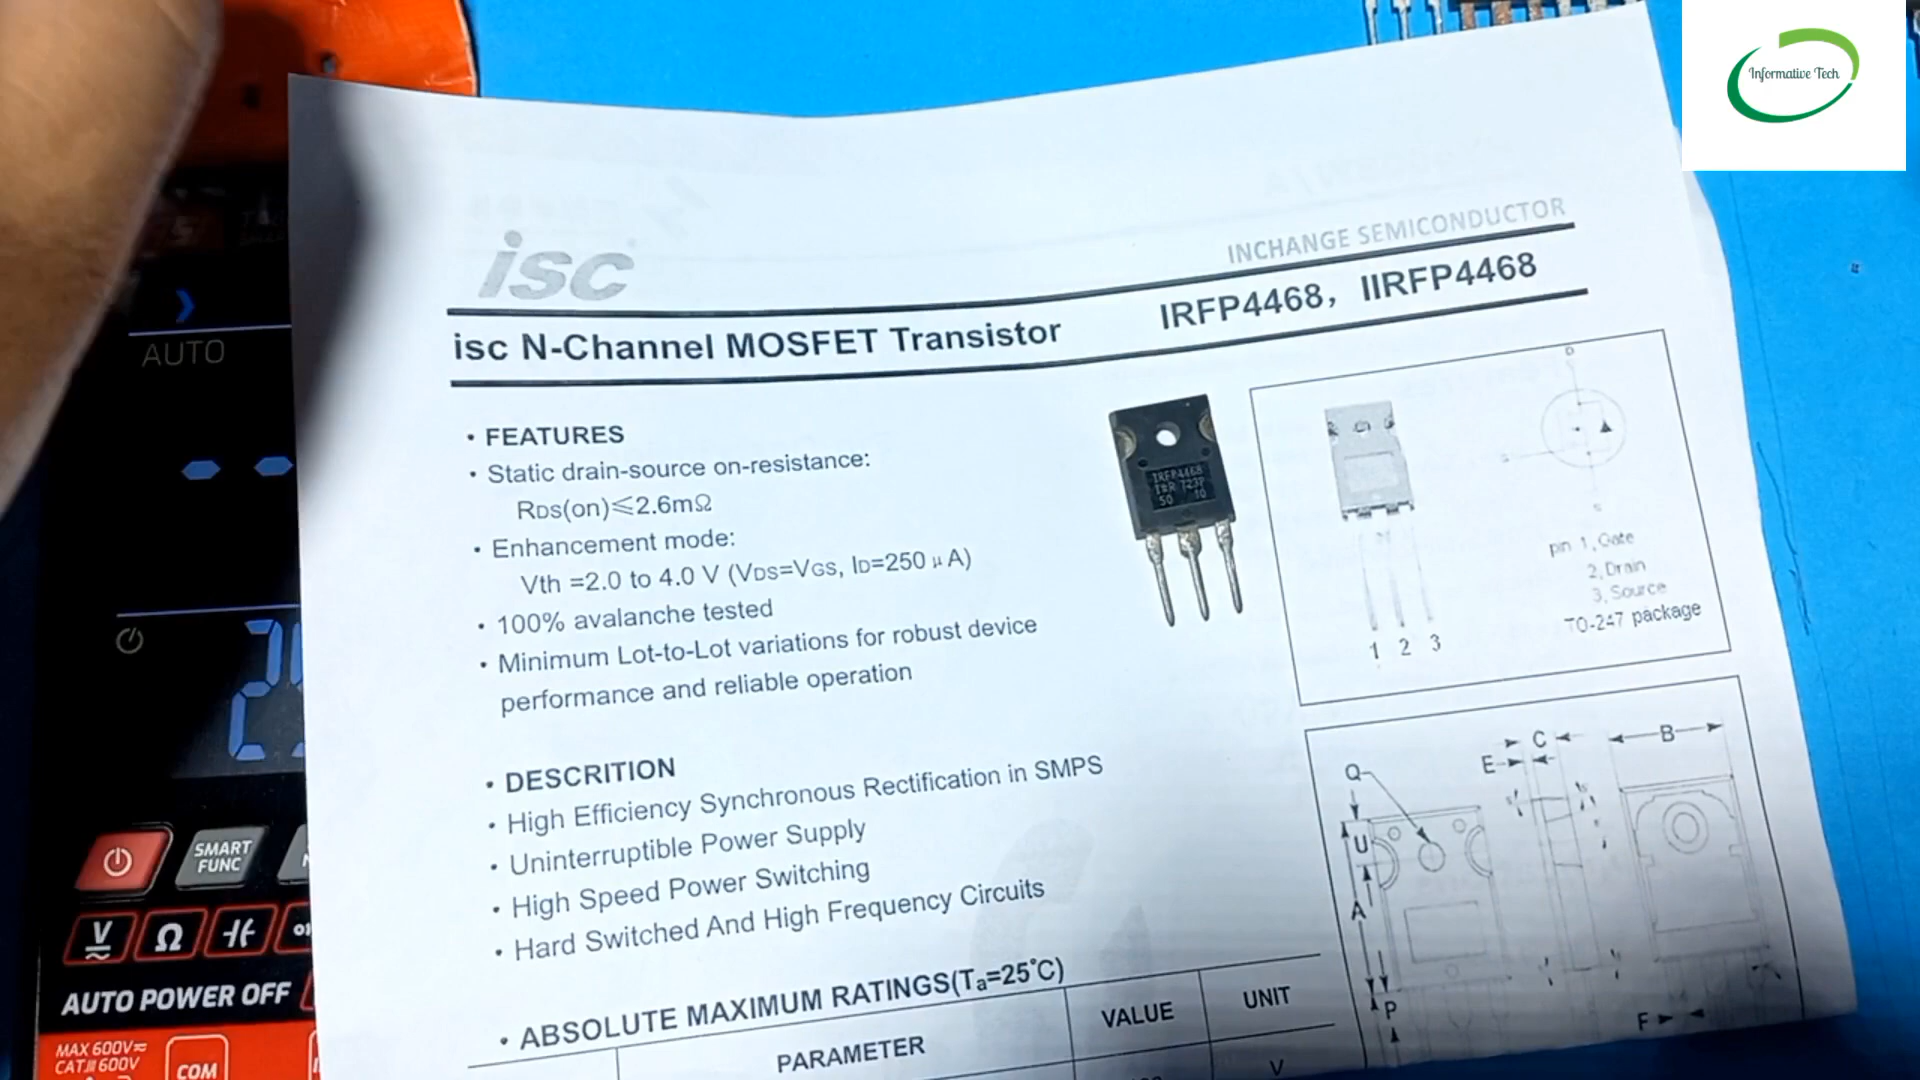 Informative Tech
isc
INCHANGE SEMICONDUCTOR
isc N-Channel MOSFET Transistor
IRFP4468, IIRFP4468
• FEATURES
• Static drain-source on-resistance:
RDS(on)≤2.6mΩ
• Enhancement mode:
Vth =2.0 to 4.0 V (VDS=VGS, ID=250 μ A)
• 100% avalanche tested
• Minimum Lot-to-Lot variations for robust device
performance and reliable operation
• DESCRITION
• High Efficiency Synchronous Rectification in SMPS
• Uninterruptible Power Supply
• High Speed Power Switching
• Hard Switched And High Frequency Circuits
• ABSOLUTE MAXIMUM RATINGS(Ta=25℃)
PARAMETER
VALUE
UNIT
V
IRFP4468
50 10
D
S
pin 1, Gate
2, Drain
3, Source
TO-247 package
1 2 3
Q
U
A
P
E
C
B
F
AUTO
SMART
FUNC
V
Ω
AUTO POWER OFF
MAX 600V
CAT.III 600V
COM